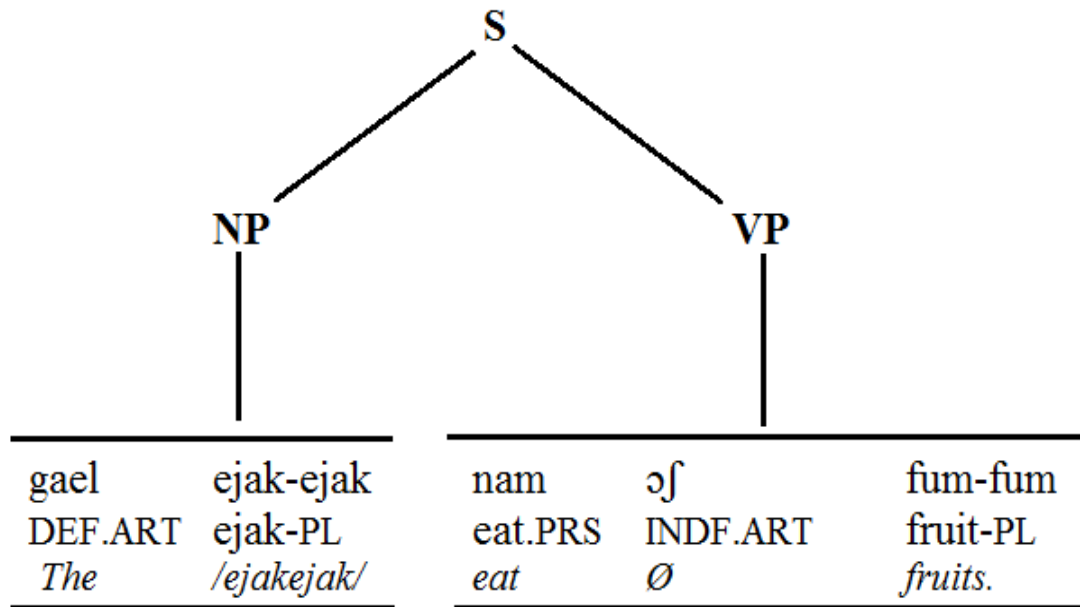 S
NP VP
gael ejak-ejak nam ɔʃ fum-fum
DEF.ART ejak-PL eat.PRS INDF.ART fruit-PL
The /ejakejak/ eat Ø fruits.